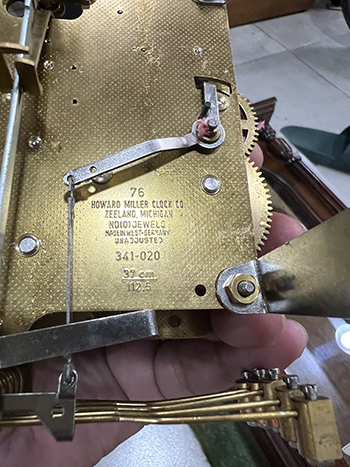 76
HOWARD MILLER CLOCK CO
ZEELAND, MICHIGAN
NO(0)JEWELS
MADE IN WEST-GERMANY
UNADJUSTED
341-020
37 cm.
112,5